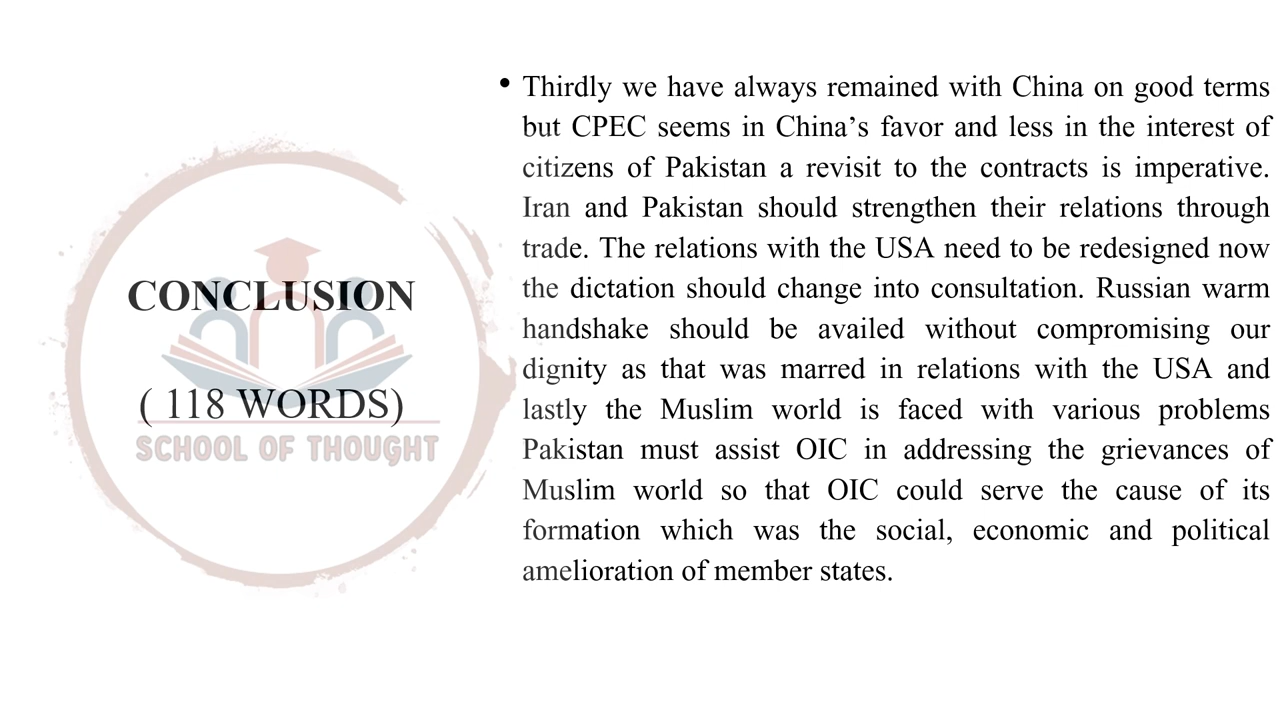 CONCLUSION
( 118 WORDS)
SCHOOL OF THOUGHT
• Thirdly we have always remained with China on good terms
but CPEC seems in China’s favor and less in the interest of
citizens of Pakistan a revisit to the contracts is imperative.
Iran and Pakistan should strengthen their relations through
trade. The relations with the USA need to be redesigned now
the dictation should change into consultation. Russian warm
handshake should be availed without compromising our
dignity as that was marred in relations with the USA and
lastly the Muslim world is faced with various problems
Pakistan must assist OIC in addressing the grievances of
Muslim world so that OIC could serve the cause of its
formation which was the social, economic and political
amelioration of member states.